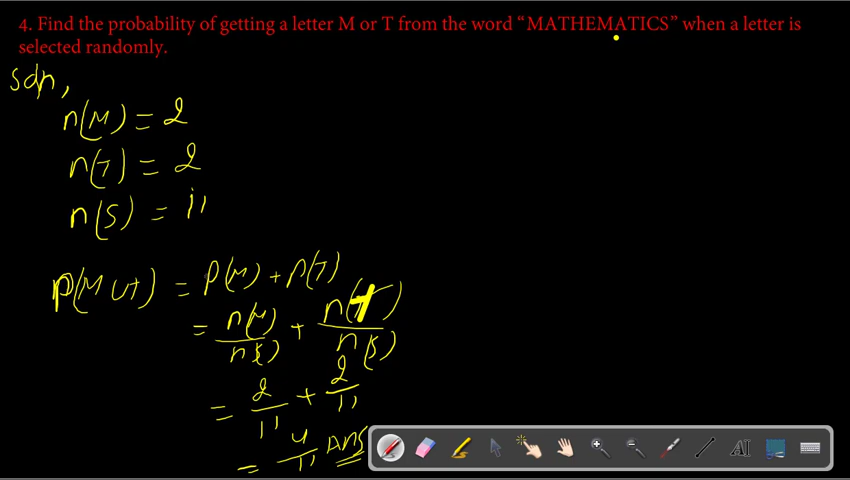 4. Find the probability of getting a letter M or T from the word “MATHEMATICS” when a letter is
selected randomly.
Soln,
n(M) = 2
n(T) = 2
n(S) = 11
P(M U T) = P(M) + P(T)
= n(M)/n(S) + n(T)/n(S)
= 2/11 + 2/11
= 4/11 Ans
AI